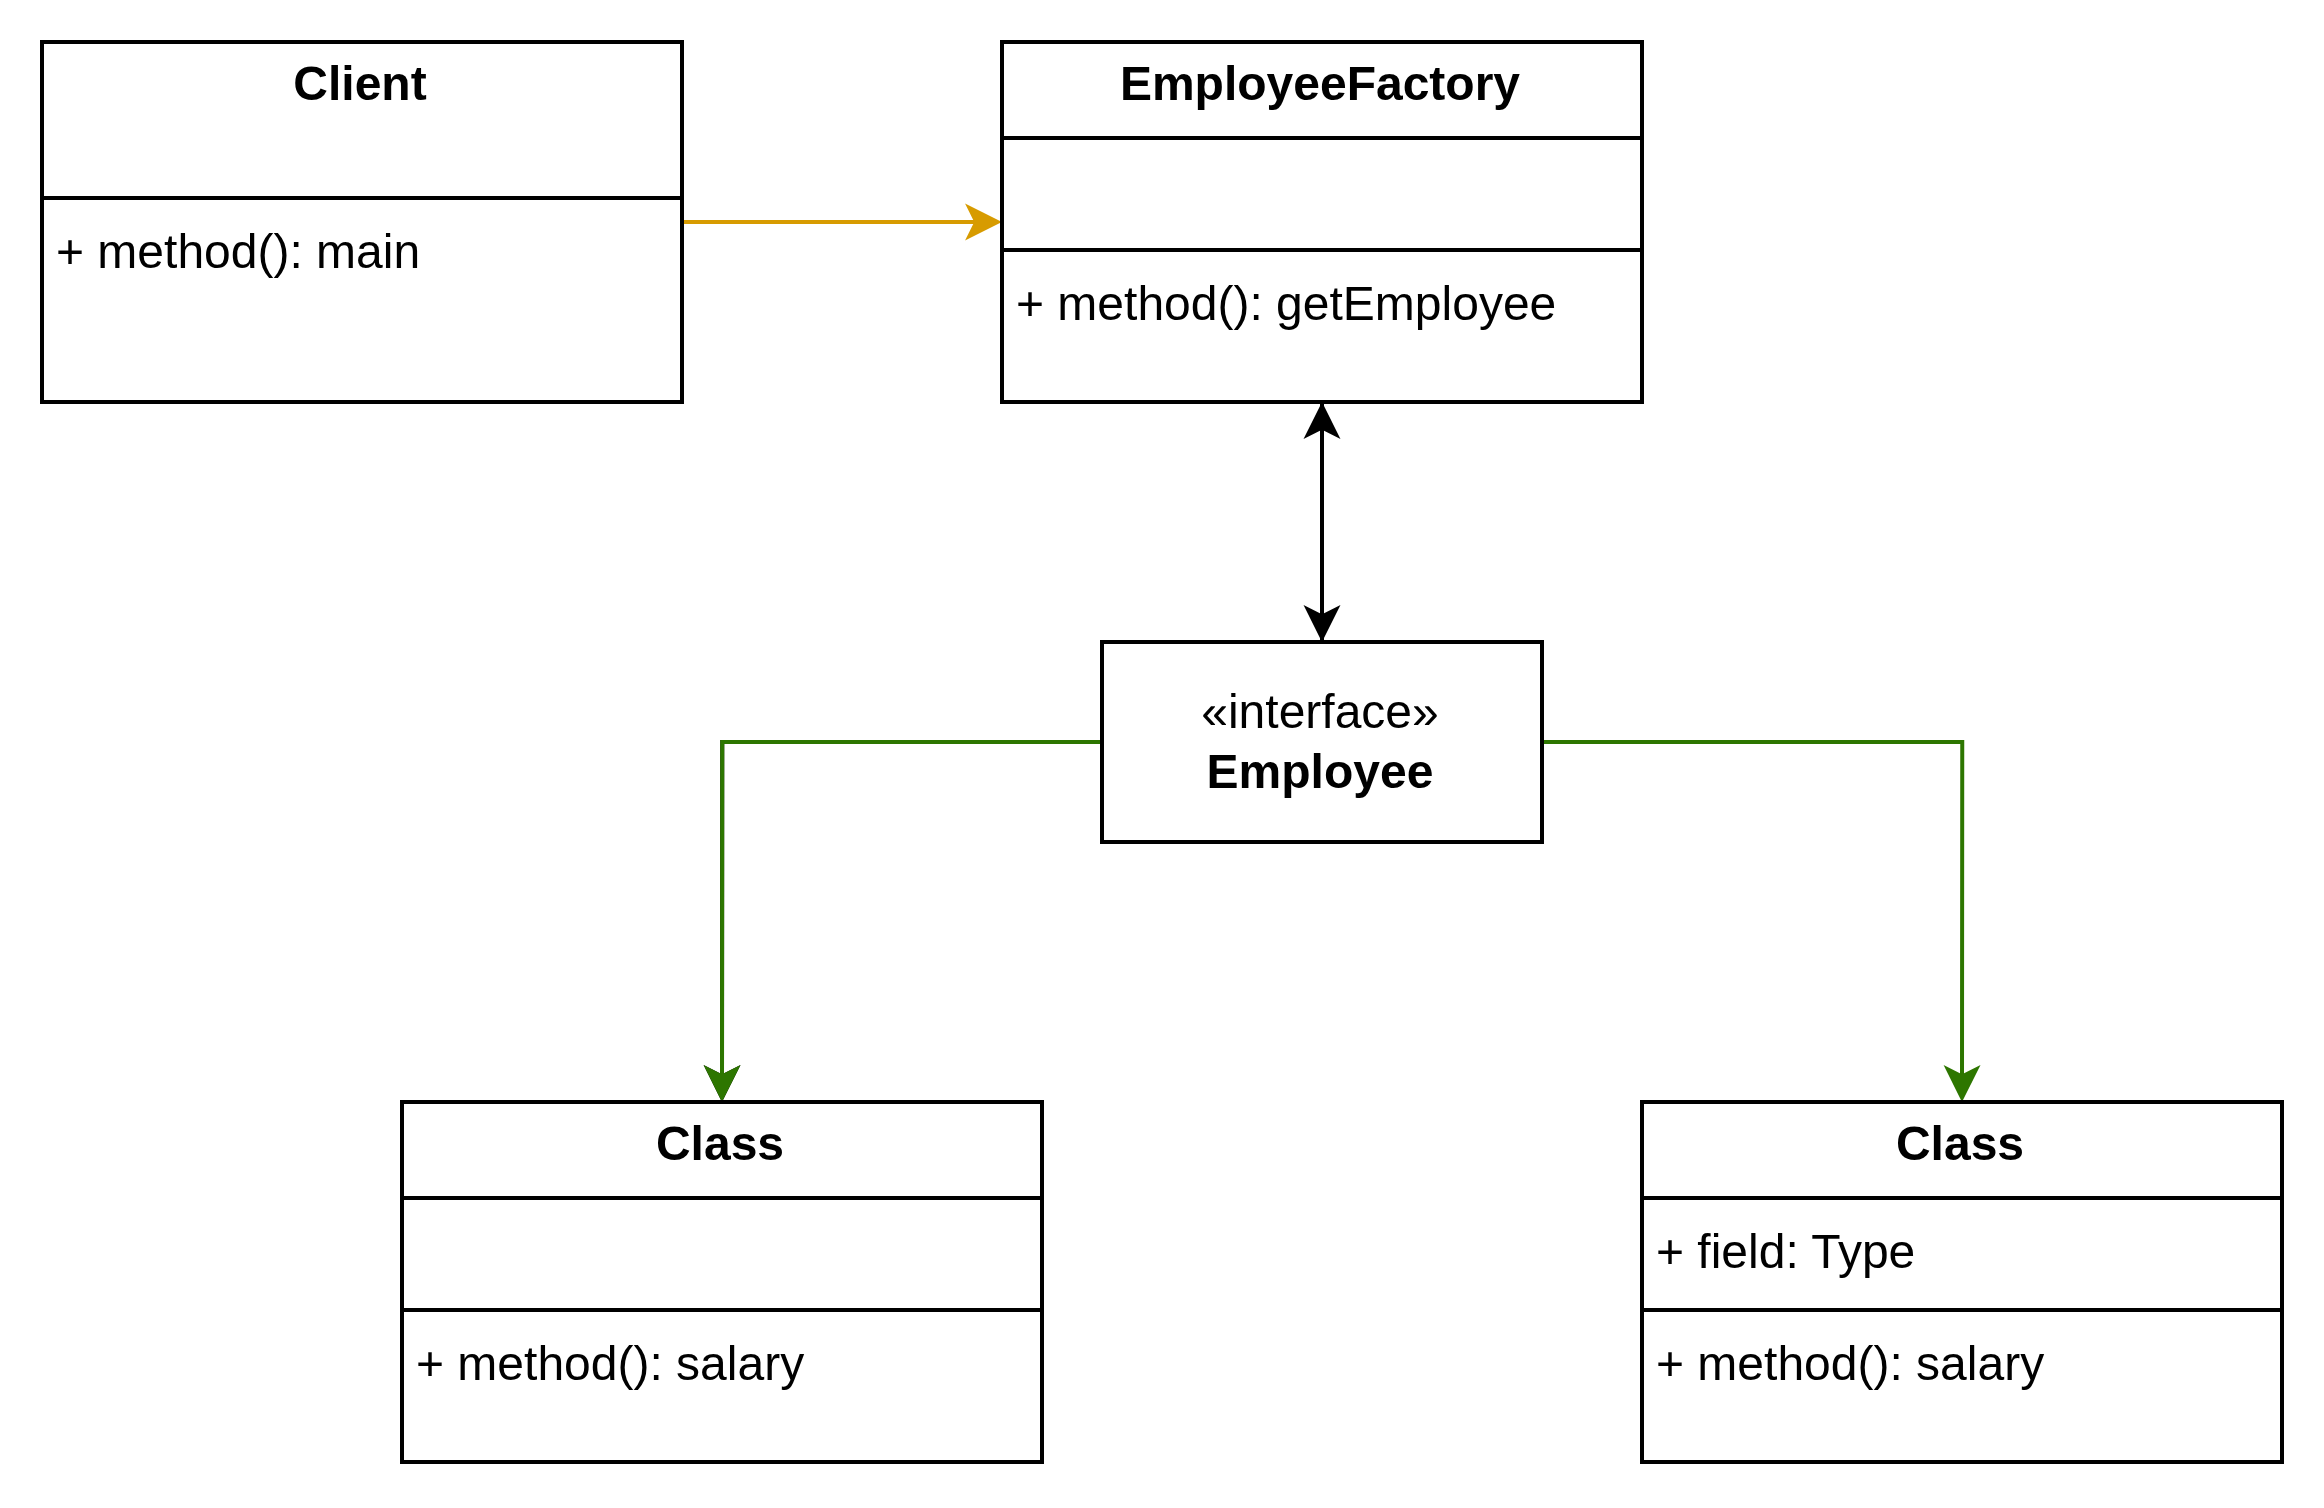 Client
+ method(): main
EmployeeFactory
+ method(): getEmployee
«interface»
Employee
Class
+ method(): salary
Class
+ field: Type
+ method(): salary